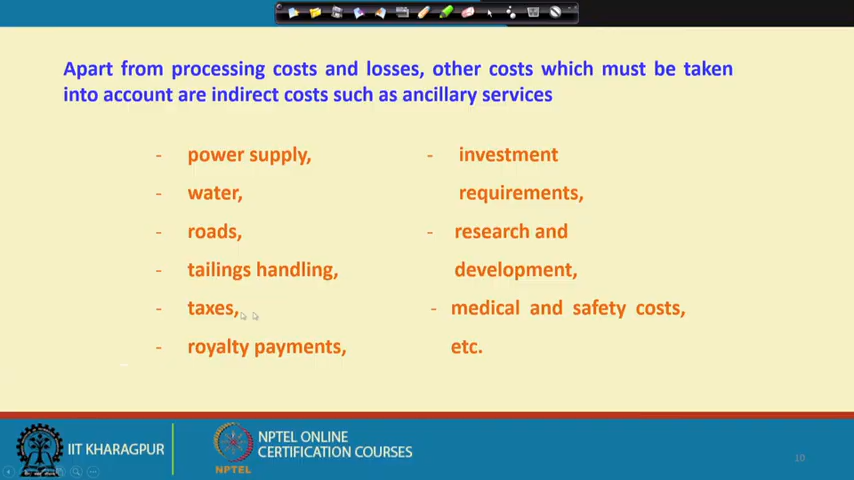 Apart from processing costs and losses, other costs which must be taken
into account are indirect costs such as ancillary services
- power supply,
- water,
- roads,
- tailings handling,
- taxes,
- royalty payments,
- investment
requirements,
- research and
development,
- medical and safety costs,
etc.
IIT KHARAGPUR
NPTEL
NPTEL ONLINE
CERTIFICATION COURSES
10